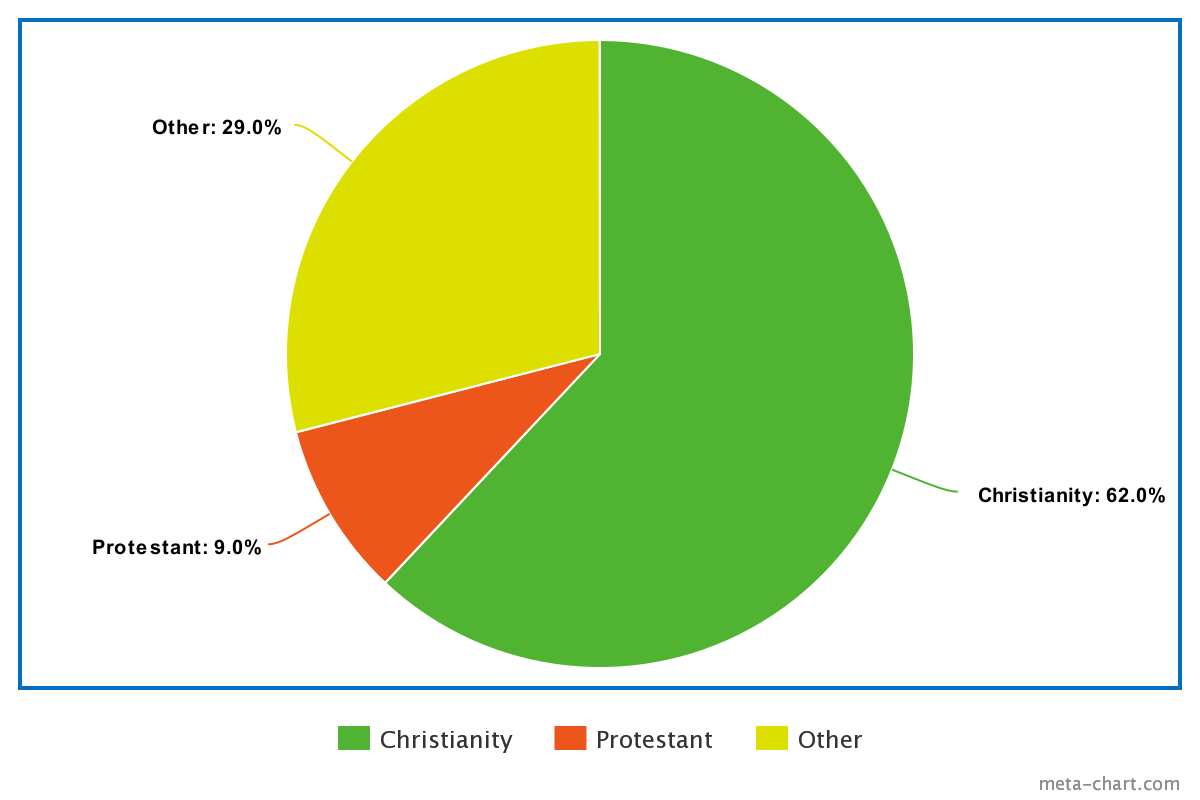 Other: 29.0%
Christianity: 62.0%
Protestant: 9.0%
Christianity
Protestant
Other
meta-chart.com